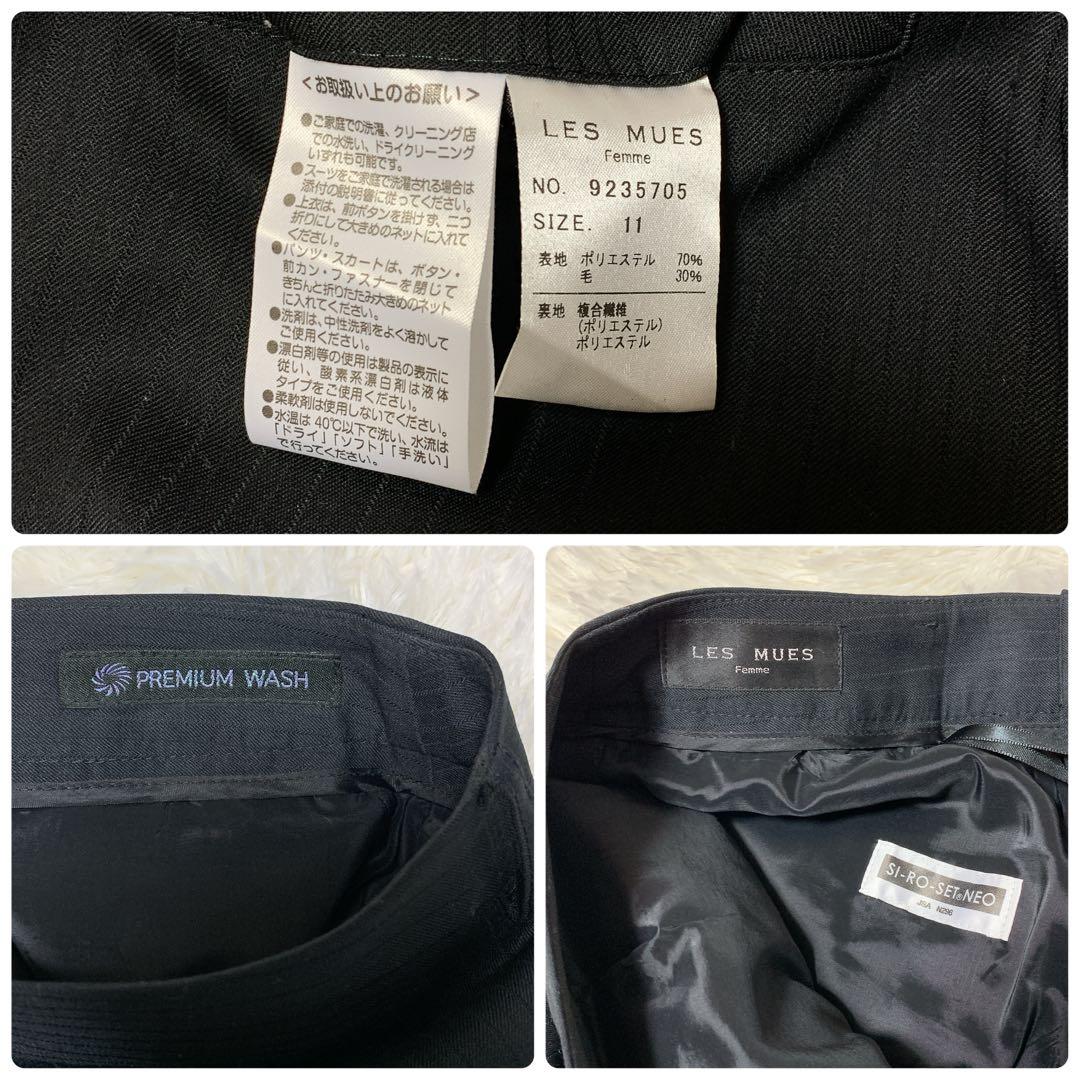 <お取扱い上のお願い>
●ご家庭での洗濯、クリーニング店
での水洗い、ドライクリーニング
いずれも可能です。
●スーツをご家庭で洗濯される場合は
添付の説明書に従ってください。
●上衣は、前ボタンを掛けず、二つ
折りにして大きめのネットに入れて
ください。
●パンツ・スカートは、ボタン・
前カン・ファスナーを閉じて
きちんと折りたたみ大きめのネット
に入れてください。
●洗剤は、中性洗剤をよく溶かして
ご使用ください。
●漂白剤等の使用は製品の表示に
従い、酸素系漂白剤は液体
タイプをご使用ください。
●柔軟剤は使用しないでください。
●水温は40℃以下で洗い、水流は
「ドライ」「ソフト」「手洗い」
で行ってください。
LES MUES
Femme
NO. 9235705
SIZE. 11
表地 ポリエステル 70%
毛 30%
裏地 複合繊維
(ポリエステル)
ポリエステル
PREMIUM WASH
LES MUES
Femme
SI-RO-SET®NEO
JSA N296